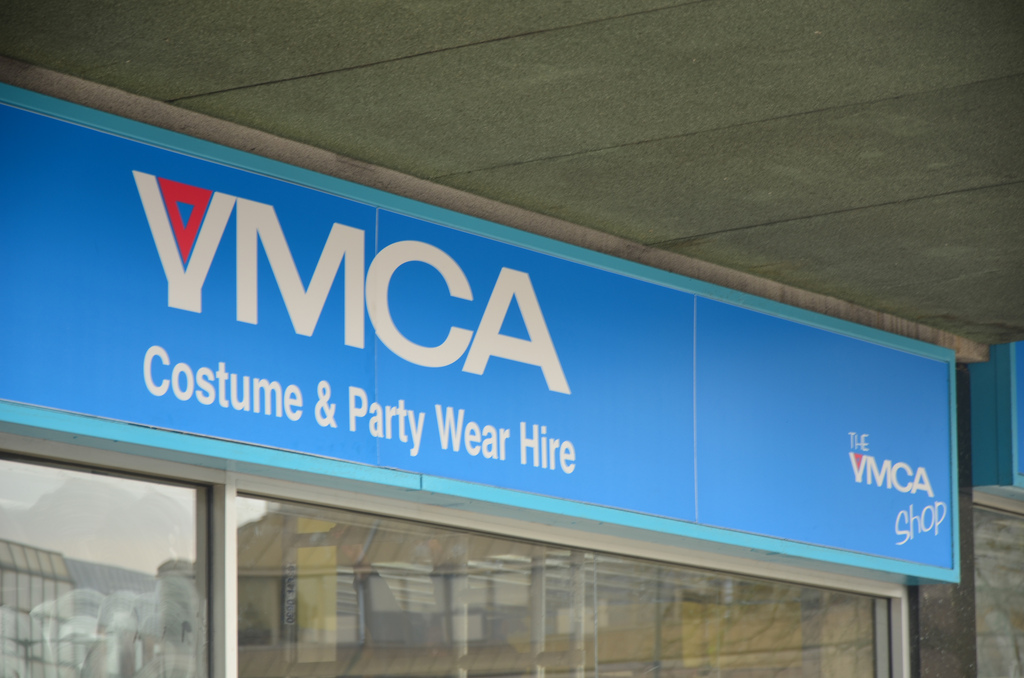 YMCA
Costume & Party Wear Hire
THE
YMCA
Shop